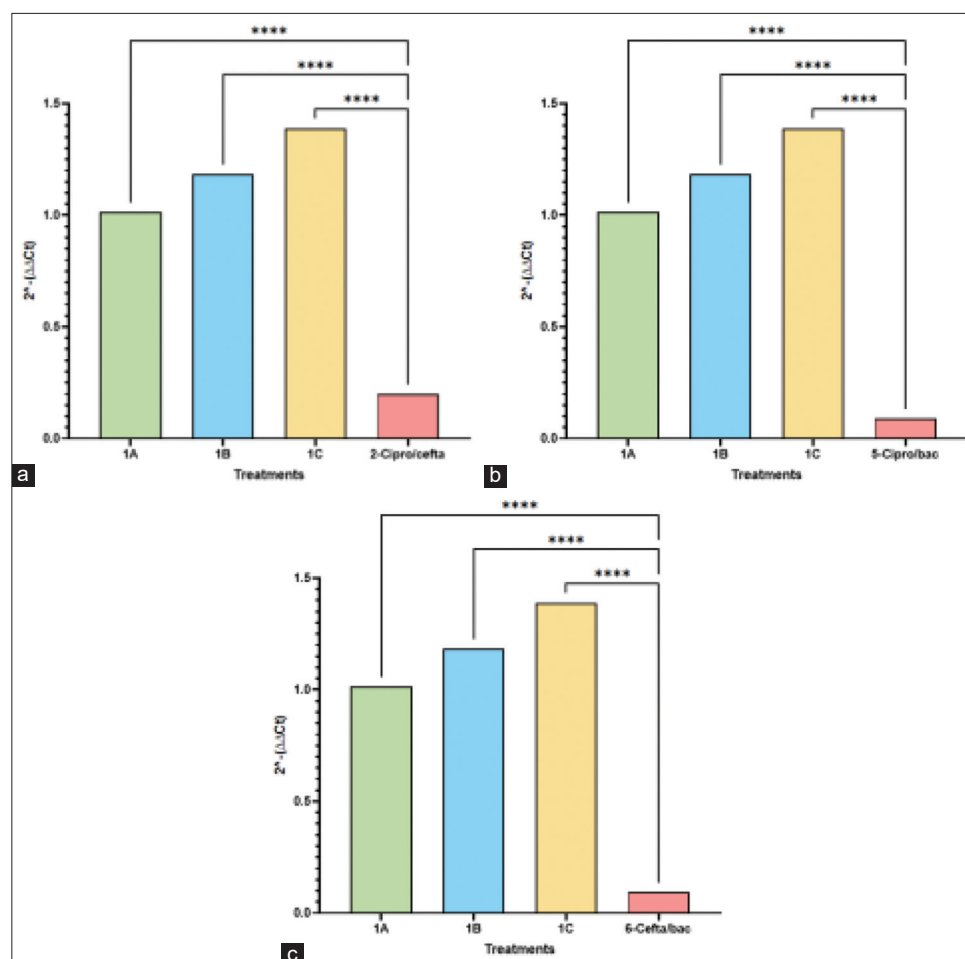 ****
****
****
1.5
1.0
0.5
0.0
2^-(ΔΔCt)
1A 1B 1C 2-Cipro/cefta
Treatments
a
****
****
****
1.5
1.0
0.5
0.0
2^-(ΔΔCt)
1A 1B 1C 5-Cipro/bac
Treatments
b
****
****
****
1.5
1.0
0.5
0.0
2^-(ΔΔCt)
1A 1B 1C 6-Cefta/bac
Treatments
c